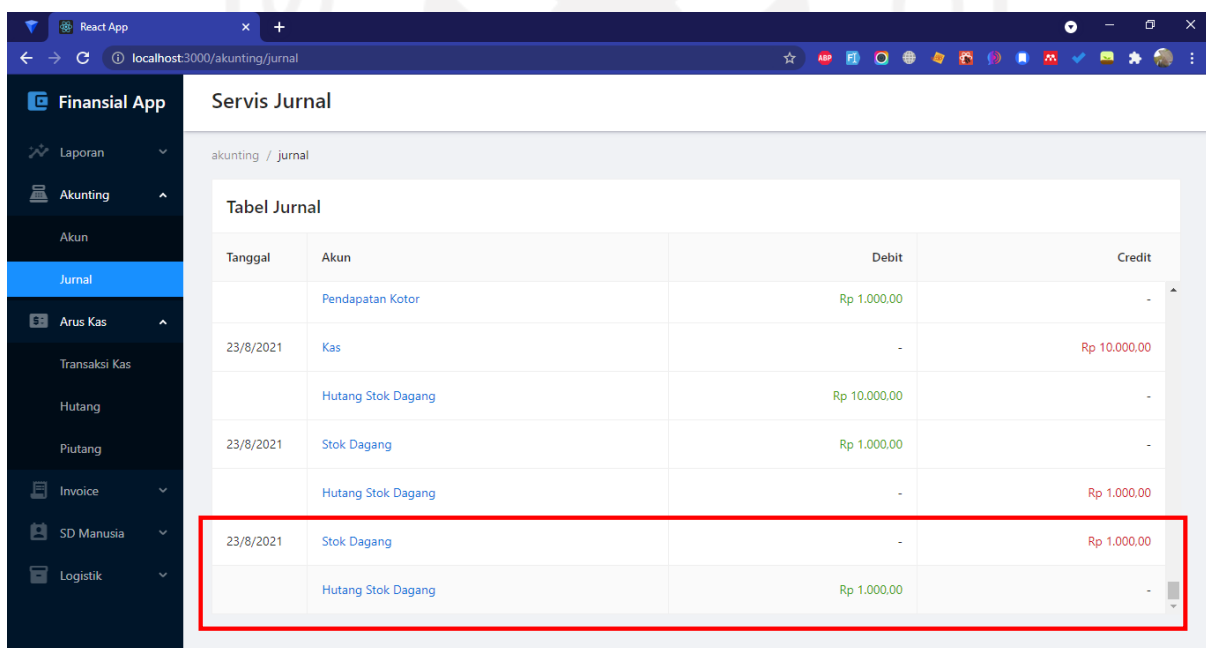 React App
localhost:3000/akunting/jurnal
ABP
Finansial App
Servis Jurnal
Laporan
akunting / jurnal
Akunting
Tabel Jurnal
Akun
Tanggal Akun Debit Credit
Jurnal
Pendapatan Kotor Rp 1.000,00 -
Arus Kas
23/8/2021 Kas - Rp 10.000,00
Transaksi Kas
Hutang Stok Dagang Rp 10.000,00 -
Hutang
23/8/2021 Stok Dagang Rp 1.000,00 -
Piutang
Hutang Stok Dagang - Rp 1.000,00
Invoice
23/8/2021 Stok Dagang - Rp 1.000,00
SD Manusia
Logistik
Hutang Stok Dagang Rp 1.000,00 -